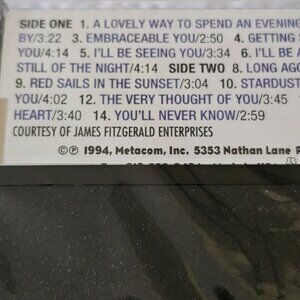 SIDE ONE 1. A LOVELY WAY TO SPEND AN EVENING
BY/3:22 3. EMBRACEABLE YOU/2:50 4. GETTING
YOU/4:14 5. I'LL BE SEEING YOU/3:34 6. I'LL BE
STILL OF THE NIGHT/4:14 SIDE TWO 8. LONG AGO
9. RED SAILS IN THE SUNSET/3:04 10. STARDUST
YOU/4:02 12. THE VERY THOUGHT OF YOU/3:45
HEART/3:40 14. YOU'LL NEVER KNOW/2:59
COURTESY OF JAMES FITZGERALD ENTERPRISES
©℗ 1994, Metacom, Inc. 5353 Nathan Lane